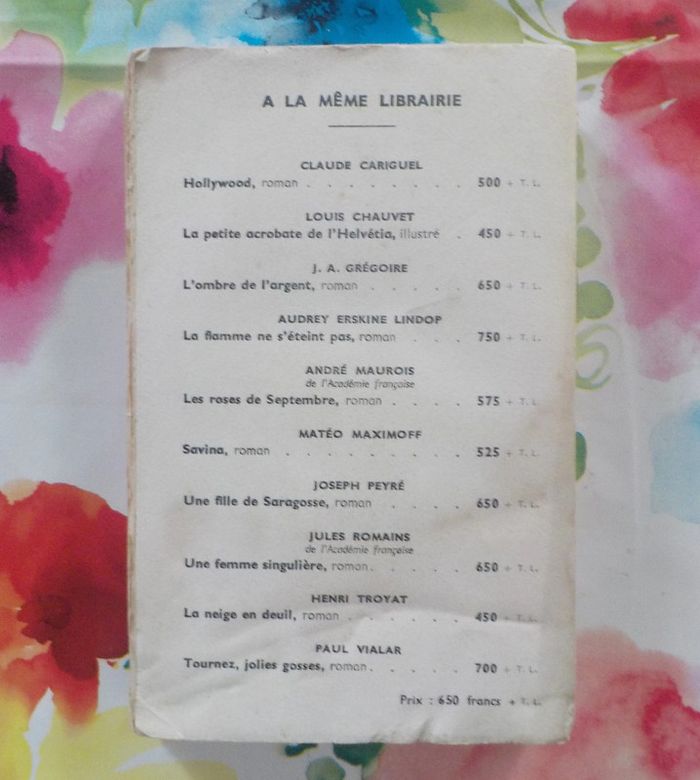 A LA MÊME LIBRAIRIE
CLAUDE CARIGUEL
Hollywood, roman . . . . . . . . 500 + T. L.
LOUIS CHAUVET
La petite acrobate de l'Helvétia, illustré . 450 + T. L.
J. A. GRÉGOIRE
L'ombre de l'argent, roman . . . . . 650 + T. L.
AUDREY ERSKINE LINDOP
La flamme ne s'éteint pas, roman . . . 750 + T. L.
ANDRÉ MAUROIS
de l'Académie française
Les roses de Septembre, roman . . . . 575 + T. L.
MATÉO MAXIMOFF
Savina, roman . . . . . . . . . 525 + T. L.
JOSEPH PEYRÉ
Une fille de Saragosse, roman . . . . 650 + T. L.
JULES ROMAINS
de l'Académie française
Une femme singulière, roman . . . . . 650 + T. L.
HENRI TROYAT
La neige en deuil, roman . . . . . . 450 + T. L.
PAUL VIALAR
Tournez, jolies gosses, roman . . . . . 700 + T. L.
Prix : 650 francs + T. L.